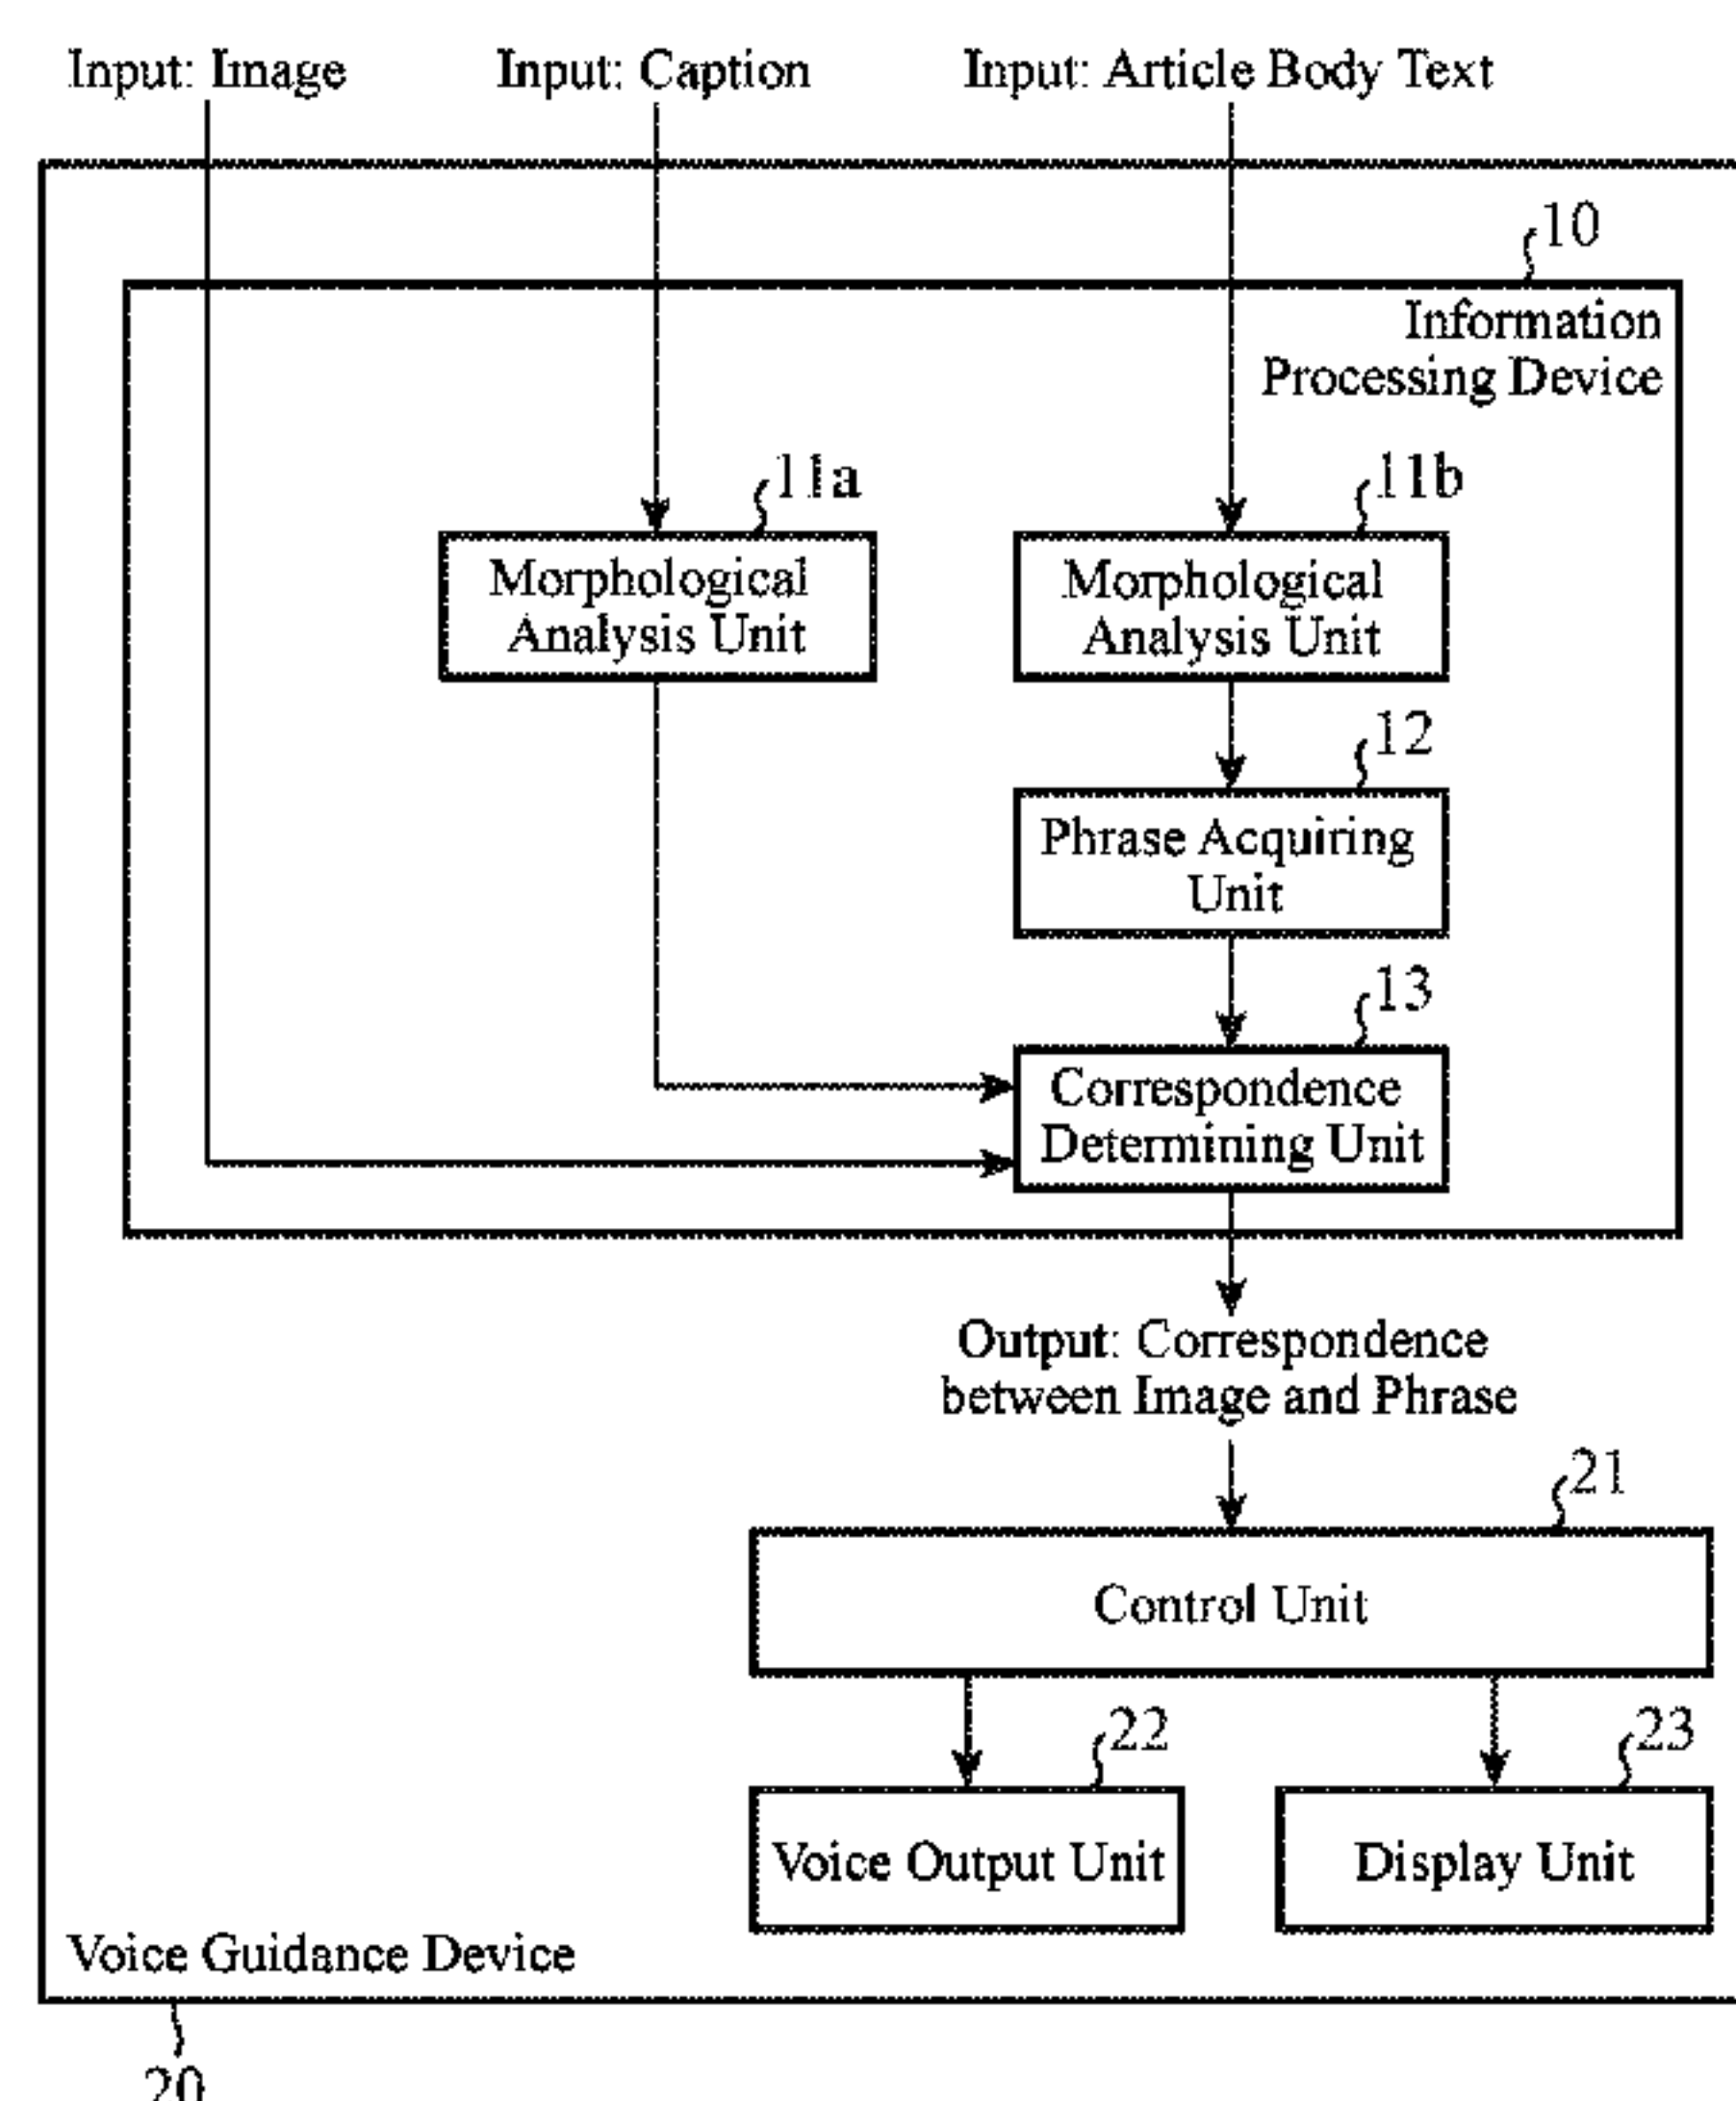 Input: Image
Input: Caption
Input: Article Body Text
10
Information
Processing Device
11a
11b
Morphological
Analysis Unit
Morphological
Analysis Unit
12
Phrase Acquiring
Unit
13
Correspondence
Determining Unit
Output: Correspondence
between Image and Phrase
21
Control Unit
22
23
Voice Output Unit
Display Unit
Voice Guidance Device
20